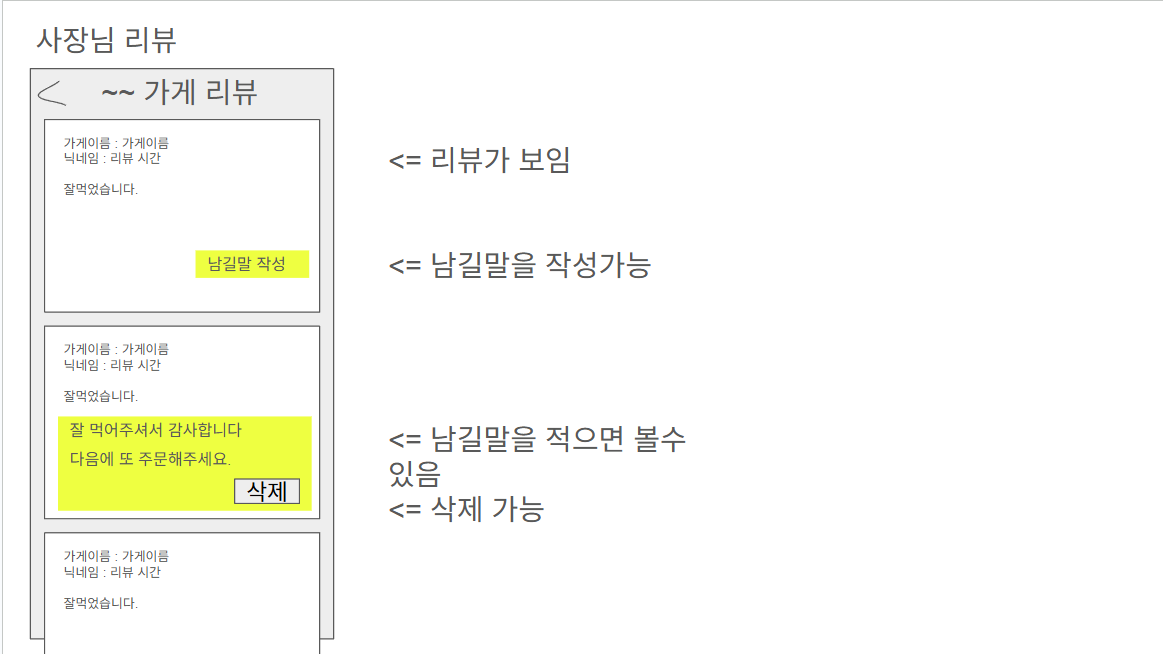 사장님 리뷰
~~ 가게 리뷰
가게이름 : 가게이름
닉네임 : 리뷰 시간
잘먹었습니다.
<= 리뷰가 보임
남길말 작성
<= 남길말을 작성가능
가게이름 : 가게이름
닉네임 : 리뷰 시간
잘먹었습니다.
잘 먹어주셔서 감사합니다
다음에 또 주문해주세요.
삭제
<= 남길말을 적으면 볼수
있음
<= 삭제 가능
가게이름 : 가게이름
닉네임 : 리뷰 시간
잘먹었습니다.